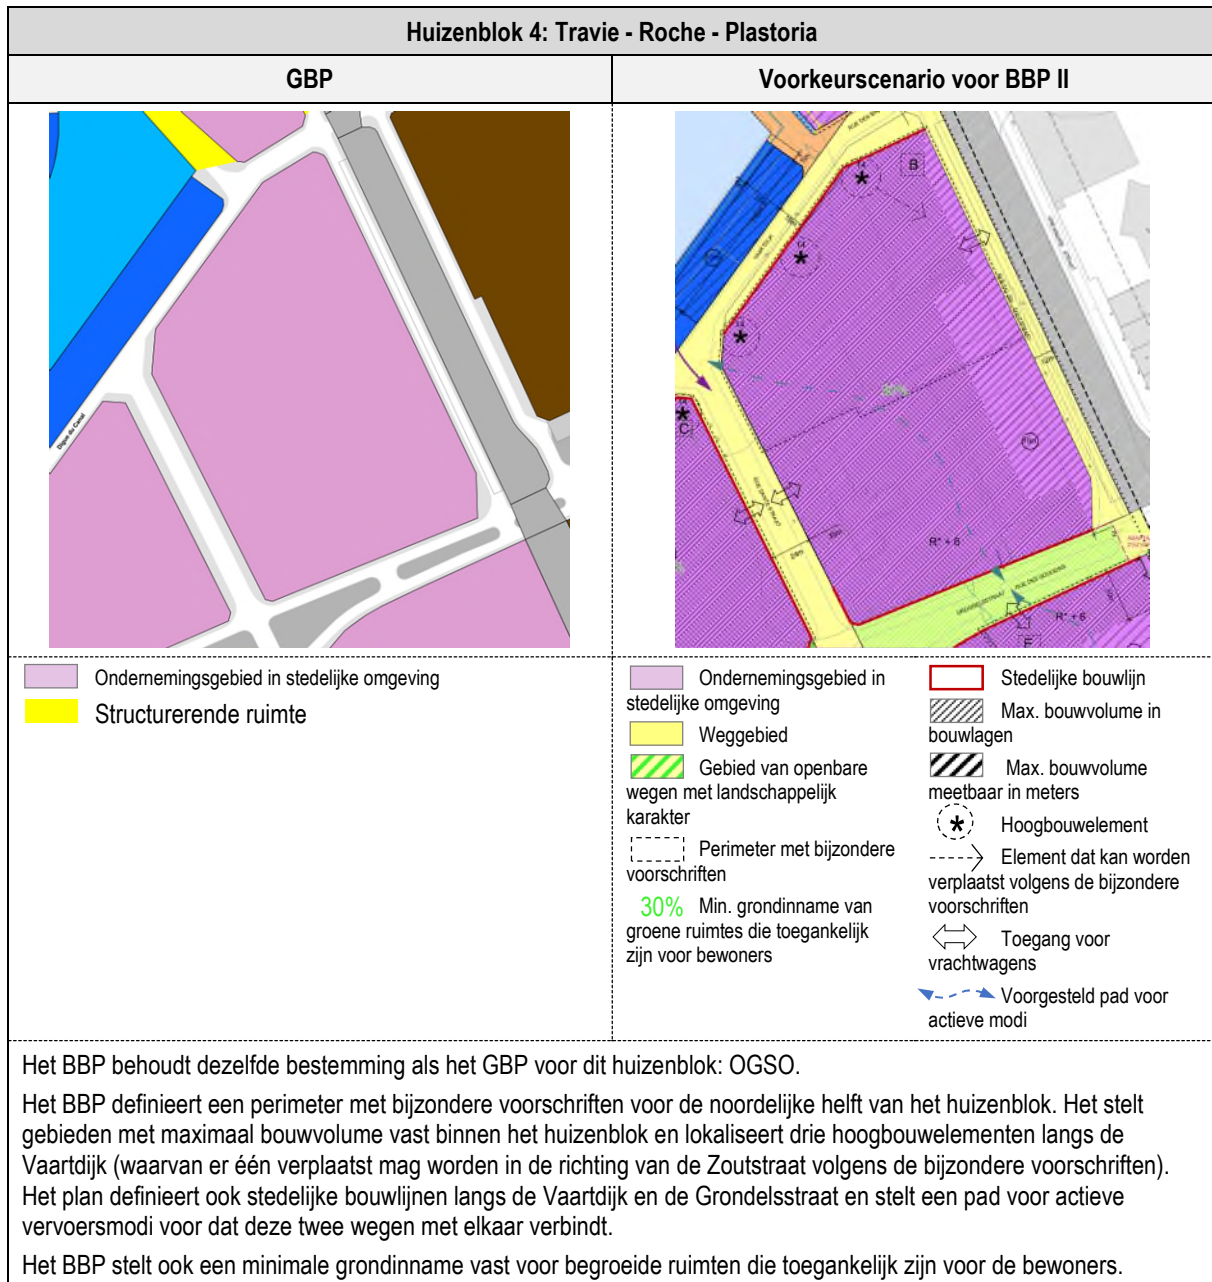 Huizenblok 4: Travie - Roche - Plastoria
GBP
Voorkeurscenario voor BBP II
Digue du Canal
14
B
14
14
14
C
30%
R* + 6
24m
R* + 6
E
Ondernemingsgebied in stedelijke omgeving
Structurerende ruimte
Ondernemingsgebied in
stedelijke omgeving
Weggebied
Gebied van openbare
wegen met landschappelijk
karakter
Perimeter met bijzondere
voorschriften
30% Min. grondinname van
groene ruimtes die toegankelijk
zijn voor bewoners
Stedelijke bouwlijn
Max. bouwvolume in
bouwlagen
Max. bouwvolume
meetbaar in meters
Hoogbouwelement
Element dat kan worden
verplaatst volgens de bijzondere
voorschriften
Toegang voor
vrachtwagens
Voorgesteld pad voor
actieve modi
Het BBP behoudt dezelfde bestemming als het GBP voor dit huizenblok: OGSO.
Het BBP definieert een perimeter met bijzondere voorschriften voor de noordelijke helft van het huizenblok. Het stelt
gebieden met maximaal bouwvolume vast binnen het huizenblok en lokaliseert drie hoogbouwelementen langs de
Vaartdijk (waarvan er één verplaatst mag worden in de richting van de Zoutstraat volgens de bijzondere voorschriften).
Het plan definieert ook stedelijke bouwlijnen langs de Vaartdijk en de Grondelsstraat en stelt een pad voor actieve
vervoersmodi voor dat deze twee wegen met elkaar verbindt.
Het BBP stelt ook een minimale grondinname vast voor begroeide ruimten die toegankelijk zijn voor de bewoners.